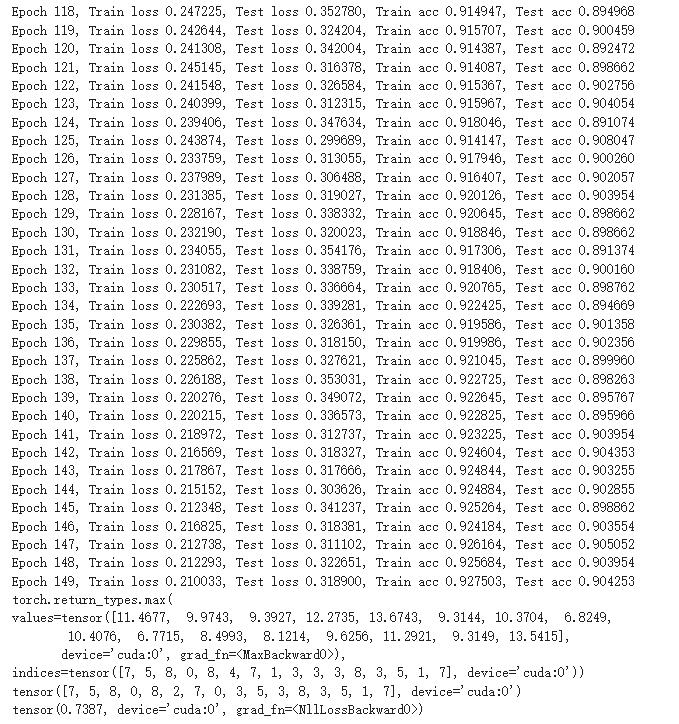 Epoch 118, Train loss 0.247225, Test loss 0.352780, Train acc 0.914947, Test acc 0.894968
Epoch 119, Train loss 0.242644, Test loss 0.324204, Train acc 0.915707, Test acc 0.900459
Epoch 120, Train loss 0.241308, Test loss 0.342004, Train acc 0.914387, Test acc 0.892472
Epoch 121, Train loss 0.245145, Test loss 0.316378, Train acc 0.914087, Test acc 0.898662
Epoch 122, Train loss 0.241548, Test loss 0.326584, Train acc 0.915367, Test acc 0.902756
Epoch 123, Train loss 0.240399, Test loss 0.312315, Train acc 0.915967, Test acc 0.904054
Epoch 124, Train loss 0.239406, Test loss 0.347634, Train acc 0.918046, Test acc 0.891074
Epoch 125, Train loss 0.243874, Test loss 0.299689, Train acc 0.914147, Test acc 0.908047
Epoch 126, Train loss 0.233759, Test loss 0.313055, Train acc 0.917946, Test acc 0.900260
Epoch 127, Train loss 0.237989, Test loss 0.306488, Train acc 0.916407, Test acc 0.902057
Epoch 128, Train loss 0.231385, Test loss 0.319027, Train acc 0.920126, Test acc 0.903954
Epoch 129, Train loss 0.228167, Test loss 0.338332, Train acc 0.920645, Test acc 0.898662
Epoch 130, Train loss 0.232190, Test loss 0.320023, Train acc 0.918846, Test acc 0.898662
Epoch 131, Train loss 0.234055, Test loss 0.354176, Train acc 0.917306, Test acc 0.891374
Epoch 132, Train loss 0.231082, Test loss 0.338759, Train acc 0.918406, Test acc 0.900160
Epoch 133, Train loss 0.230517, Test loss 0.336664, Train acc 0.920765, Test acc 0.898762
Epoch 134, Train loss 0.222693, Test loss 0.339281, Train acc 0.922425, Test acc 0.894669
Epoch 135, Train loss 0.230382, Test loss 0.326361, Train acc 0.919586, Test acc 0.901358
Epoch 136, Train loss 0.229855, Test loss 0.318150, Train acc 0.919986, Test acc 0.902356
Epoch 137, Train loss 0.225862, Test loss 0.327621, Train acc 0.921045, Test acc 0.899960
Epoch 138, Train loss 0.226188, Test loss 0.353031, Train acc 0.922725, Test acc 0.898263
Epoch 139, Train loss 0.220276, Test loss 0.349072, Train acc 0.922645, Test acc 0.895767
Epoch 140, Train loss 0.220215, Test loss 0.336573, Train acc 0.922825, Test acc 0.895966
Epoch 141, Train loss 0.218972, Test loss 0.312737, Train acc 0.923225, Test acc 0.903954
Epoch 142, Train loss 0.216569, Test loss 0.318327, Train acc 0.924604, Test acc 0.904353
Epoch 143, Train loss 0.217867, Test loss 0.317666, Train acc 0.924844, Test acc 0.903255
Epoch 144, Train loss 0.215152, Test loss 0.303626, Train acc 0.924884, Test acc 0.902855
Epoch 145, Train loss 0.212348, Test loss 0.341237, Train acc 0.925264, Test acc 0.898862
Epoch 146, Train loss 0.216825, Test loss 0.318381, Train acc 0.924184, Test acc 0.903554
Epoch 147, Train loss 0.212738, Test loss 0.311102, Train acc 0.926164, Test acc 0.905052
Epoch 148, Train loss 0.212293, Test loss 0.322651, Train acc 0.925684, Test acc 0.903954
Epoch 149, Train loss 0.210033, Test loss 0.318900, Train acc 0.927503, Test acc 0.904253
torch.return_types.max(
values=tensor([11.4677, 9.9743, 9.3927, 12.2735, 13.6743, 9.3144, 10.3704, 6.8249,
10.4076, 6.7715, 8.4993, 8.1214, 9.6256, 11.2921, 9.3149, 13.5415],
device='cuda:0', grad_fn=<MaxBackward0>),
indices=tensor([7, 5, 8, 0, 8, 4, 7, 1, 3, 3, 3, 8, 3, 5, 1, 7], device='cuda:0'))
tensor([7, 5, 8, 0, 8, 2, 7, 0, 3, 5, 3, 8, 3, 5, 1, 7], device='cuda:0')
tensor(0.7387, device='cuda:0', grad_fn=<NllLossBackward0>)